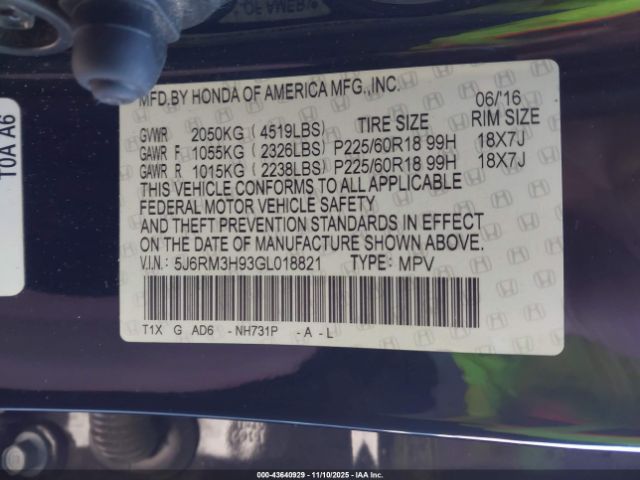 OF AMERICA
MFD.BY HONDA OF AMERICA MFG.,INC.
06/'16
GVWR 2050KG ( 4519LBS) TIRE SIZE RIM SIZE
GAWR F 1055KG ( 2326LBS) P225/60R18 99H 18X7J
GAWR R 1015KG ( 2238LBS) P225/60R18 99H 18X7J
THIS VEHICLE CONFORMS TO ALL APPLICABLE
FEDERAL MOTOR VEHICLE SAFETY
AND THEFT PREVENTION STANDARDS IN EFFECT
ON THE DATE OF MANUFACTURE SHOWN ABOVE.
V.I.N.: 5J6RM3H93GL018821 TYPE: MPV
T1X G AD6 -NH731P -A -L
T0A A6
000-43640929 - 11/10/2025 - IAA Inc.